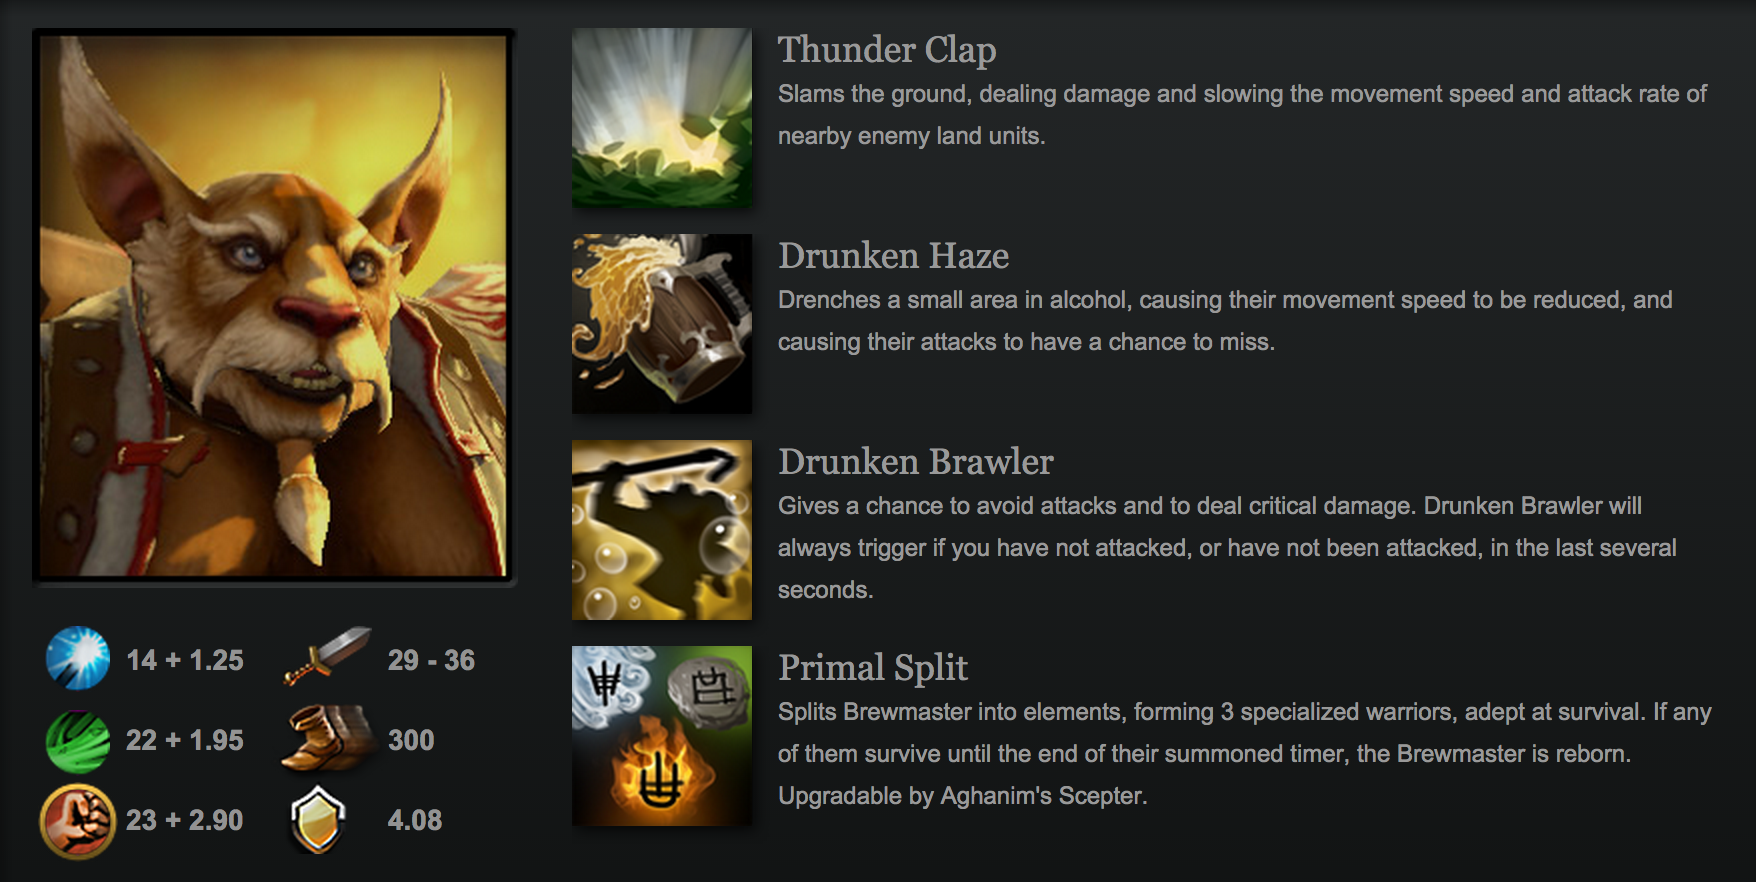 Thunder Clap
Slams the ground, dealing damage and slowing the movement speed and attack rate of
nearby enemy land units.
Drunken Haze
Drenches a small area in alcohol, causing their movement speed to be reduced, and
causing their attacks to have a chance to miss.
Drunken Brawler
Gives a chance to avoid attacks and to deal critical damage. Drunken Brawler will
always trigger if you have not attacked, or have not been attacked, in the last several
seconds.
Primal Split
Splits Brewmaster into elements, forming 3 specialized warriors, adept at survival. If any
of them survive until the end of their summoned timer, the Brewmaster is reborn.
Upgradable by Aghanim's Scepter.
14 + 1.25
29 - 36
22 + 1.95
300
23 + 2.90
4.08